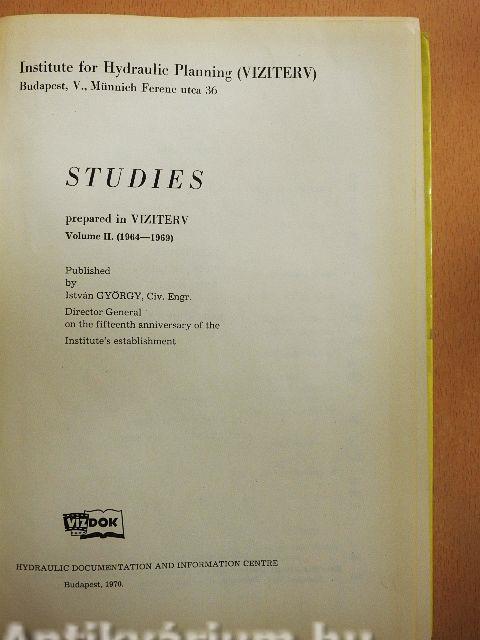 Institute for Hydraulic Planning (VIZITERV)
Budapest, V., Münnich Ferenc utca 36
STUDIES
prepared in VIZITERV
Volume II. (1964—1969)
Published
by
István GYÖRGY, Civ. Engr.
Director General
on the fifteenth anniversary of the
Institute's establishment
VIZDOK
HYDRAULIC DOCUMENTATION AND INFORMATION CENTRE
Budapest, 1970.
Antikvárium.hu